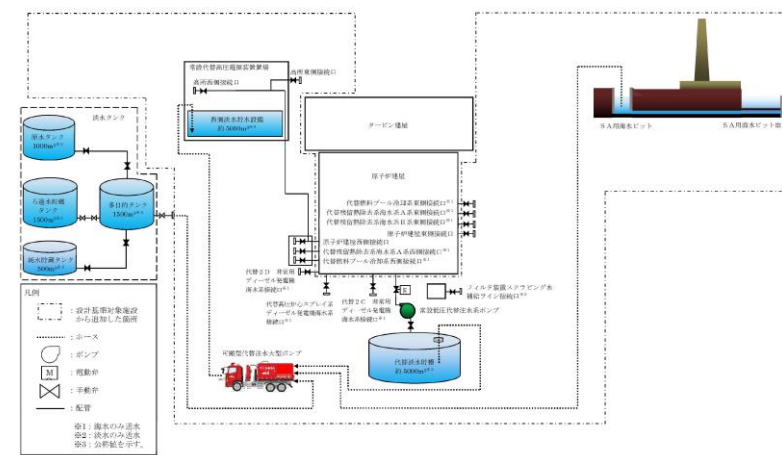 常設代替高圧電源装置置場
高所西側接続口
高所東側接続口
西側淡水貯水設備
約5000m³※³
淡水タンク
原水タンク
1000m³※³
ろ過水貯蔵
タンク
1500m³※³
多目的タンク
1500m³※³
純水貯蔵タンク
500m³※³
タービン建屋
原子炉建屋
代替燃料プール冷却系東側接続口※¹
代替残留熱除去系海水系A系東側接続口※¹
代替残留熱除去系海水系B系東側接続口※¹
原子炉建屋東側接続口
原子炉建屋西側接続口
代替残留熱除去系海水系A系西側接続口※¹
代替燃料プール冷却系西側接続口※¹
代替2D 非常用
ディーゼル発電機
海水系接続口※¹
代替高圧炉心スプレイ系
ディーゼル発電機海水系
接続口※¹
代替2C 非常用
ディーゼル発電機
海水系接続口※¹
M
常設低圧代替注水系ポンプ
フィルタ装置スクラビング水
補給ライン接続口※²
代替淡水貯槽
約5000m³※³
可搬型代替注水大型ポンプ
SA用海水ピット
SA用海水ピット取
凡例
：設計基準対象施設
から追加した箇所
：ホース
：ポンプ
M
：電動弁
：手動弁
：配管
※1：海水のみ送水
※2：淡水のみ送水
※3：公称値を示す。